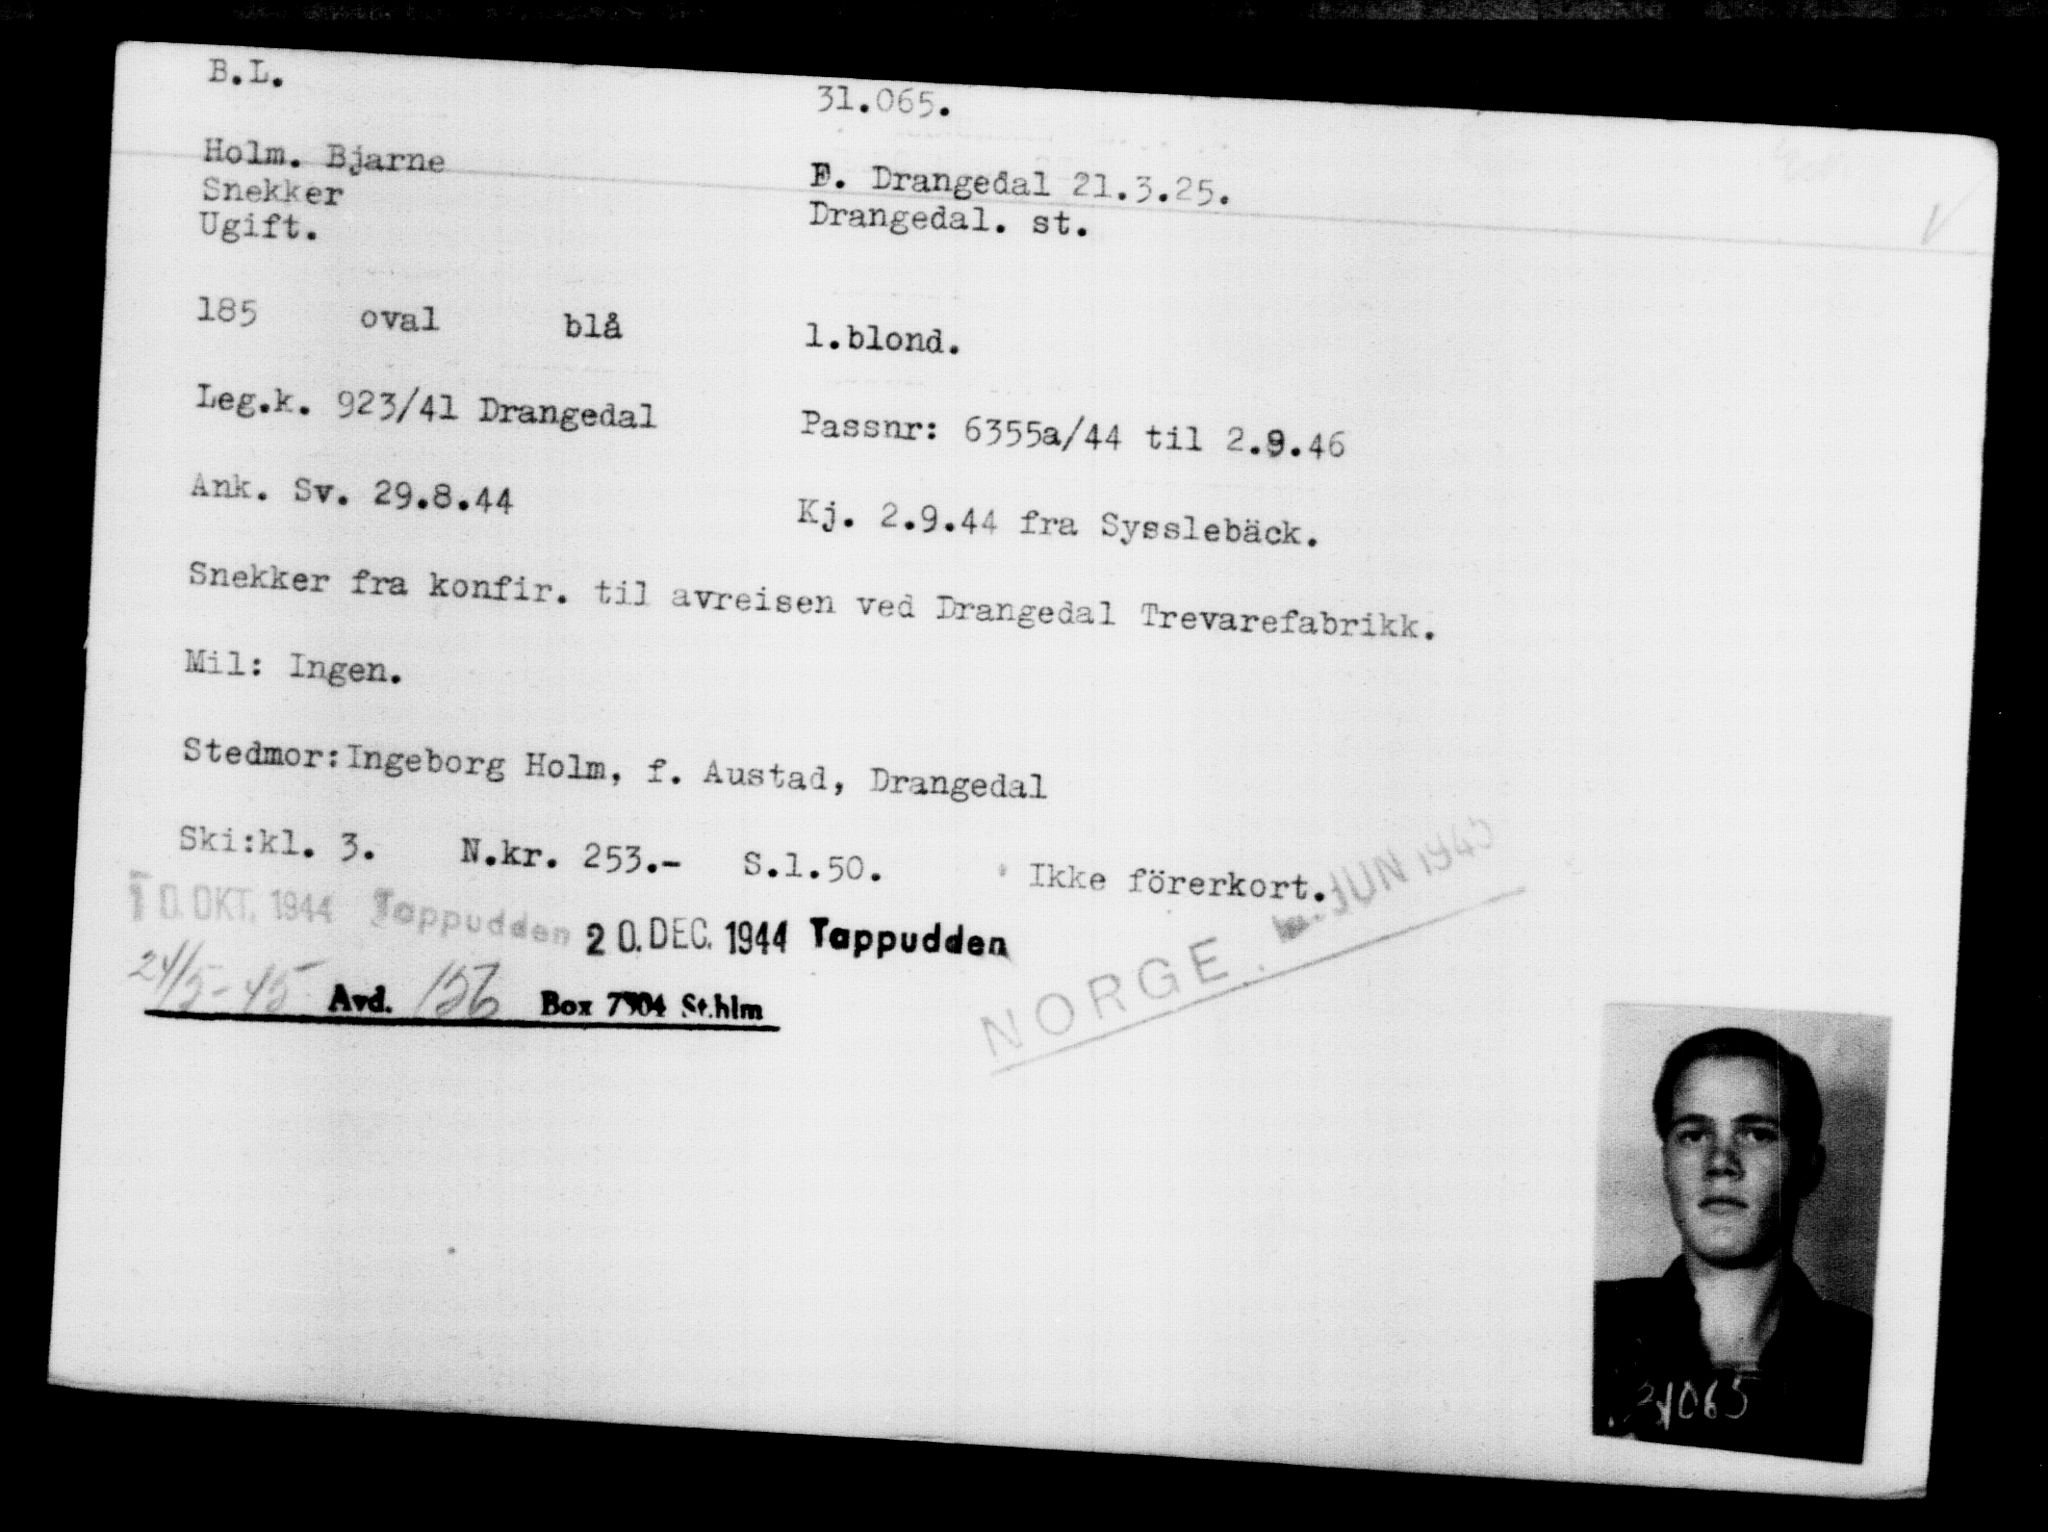 B.L. 31.065.
Holm. Bjarne F. Drangedal 21.3.25.
Snekker Drangedal. st.
Ugift.
185 oval blå l.blond.
Leg.k. 923/41 Drangedal Passnr: 6355a/44 til 2.9.46
Ank. Sv. 29.8.44 Kj. 2.9.44 fra Sysslebäck.
Snekker fra konfir. til avreisen ved Drangedal Trevarefabrikk.
Mil: Ingen.
Stedmor:Ingeborg Holm, f. Austad, Drangedal
Ski:kl. 3. N.kr. 253.- S.l.50. Ikke förerkort.
10. OKT. 1944 Tappudden 20. DEC. 1944 Tappudden
24/5-45 Avd. 156 Box 7904 St.hlm
NORGE. JUN 1945
31065